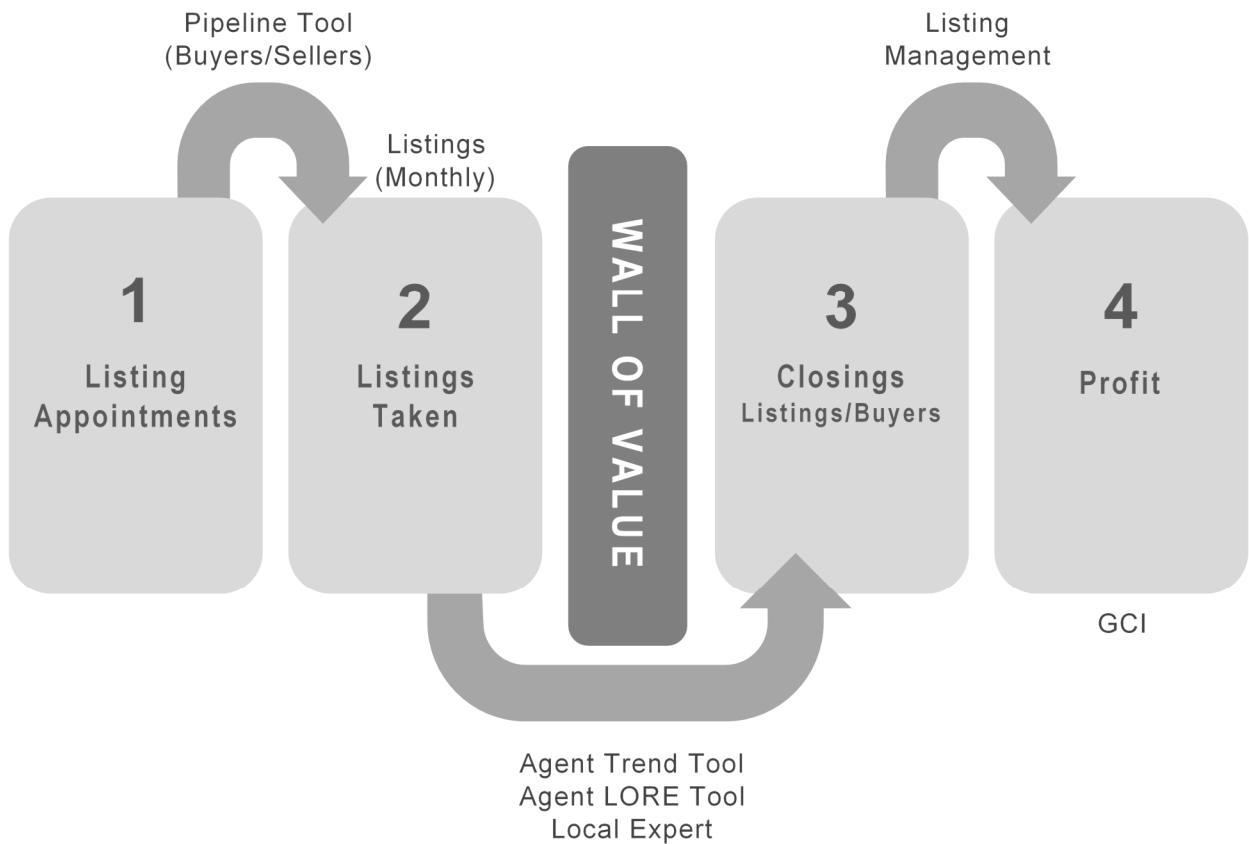 Pipeline Tool
(Buyers/Sellers)
Listing
Management
Listings
(Monthly)
1
Listing
Appointments
2
Listings
Taken
WALL OF VALUE
3
Closings
Listings/Buyers
4
Profit
GCI
Agent Trend Tool
Agent LORE Tool
Local Expert